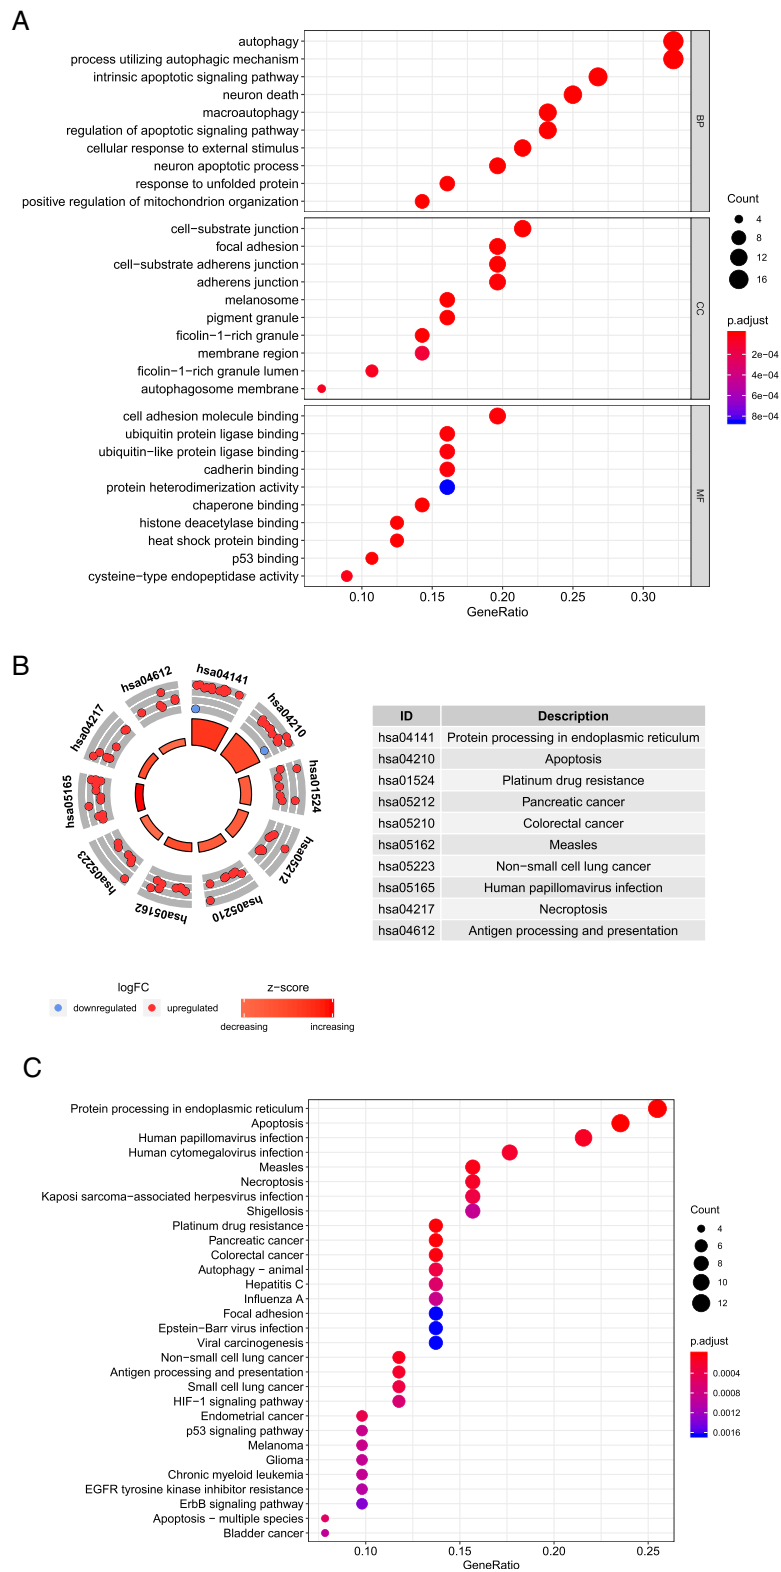 A
autophagy
process utilizing autophagic mechanism
intrinsic apoptotic signaling pathway
neuron death
macroautophagy
regulation of apoptotic signaling pathway
cellular response to external stimulus
neuron apoptotic process
response to unfolded protein
positive regulation of mitochondrion organization
BP
cell−substrate junction
focal adhesion
cell−substrate adherens junction
adherens junction
melanosome
pigment granule
ficolin−1−rich granule
membrane region
ficolin−1−rich granule lumen
autophagosome membrane
CC
cell adhesion molecule binding
ubiquitin protein ligase binding
ubiquitin−like protein ligase binding
cadherin binding
protein heterodimerization activity
chaperone binding
histone deacetylase binding
heat shock protein binding
p53 binding
cysteine−type endopeptidase activity
MF
0.10 0.15 0.20 0.25 0.30
GeneRatio
Count
4
8
12
16
p.adjust
2e−04
4e−04
6e−04
8e−04
B
hsa04141
hsa04210
hsa01524
hsa05212
hsa05210
hsa05162
hsa05223
hsa05165
hsa04217
hsa04612
ID Description
hsa04141 Protein processing in endoplasmic reticulum
hsa04210 Apoptosis
hsa01524 Platinum drug resistance
hsa05212 Pancreatic cancer
hsa05210 Colorectal cancer
hsa05162 Measles
hsa05223 Non−small cell lung cancer
hsa05165 Human papillomavirus infection
hsa04217 Necroptosis
hsa04612 Antigen processing and presentation
logFC
downregulated upregulated
z−score
decreasing increasing
C
Protein processing in endoplasmic reticulum
Apoptosis
Human papillomavirus infection
Human cytomegalovirus infection
Measles
Necroptosis
Kaposi sarcoma−associated herpesvirus infection
Shigellosis
Platinum drug resistance
Pancreatic cancer
Colorectal cancer
Autophagy − animal
Hepatitis C
Influenza A
Focal adhesion
Epstein−Barr virus infection
Viral carcinogenesis
Non−small cell lung cancer
Antigen processing and presentation
Small cell lung cancer
HIF−1 signaling pathway
Endometrial cancer
p53 signaling pathway
Melanoma
Glioma
Chronic myeloid leukemia
EGFR tyrosine kinase inhibitor resistance
ErbB signaling pathway
Apoptosis − multiple species
Bladder cancer
0.10 0.15 0.20 0.25
GeneRatio
Count
4
6
8
10
12
p.adjust
0.0004
0.0008
0.0012
0.0016